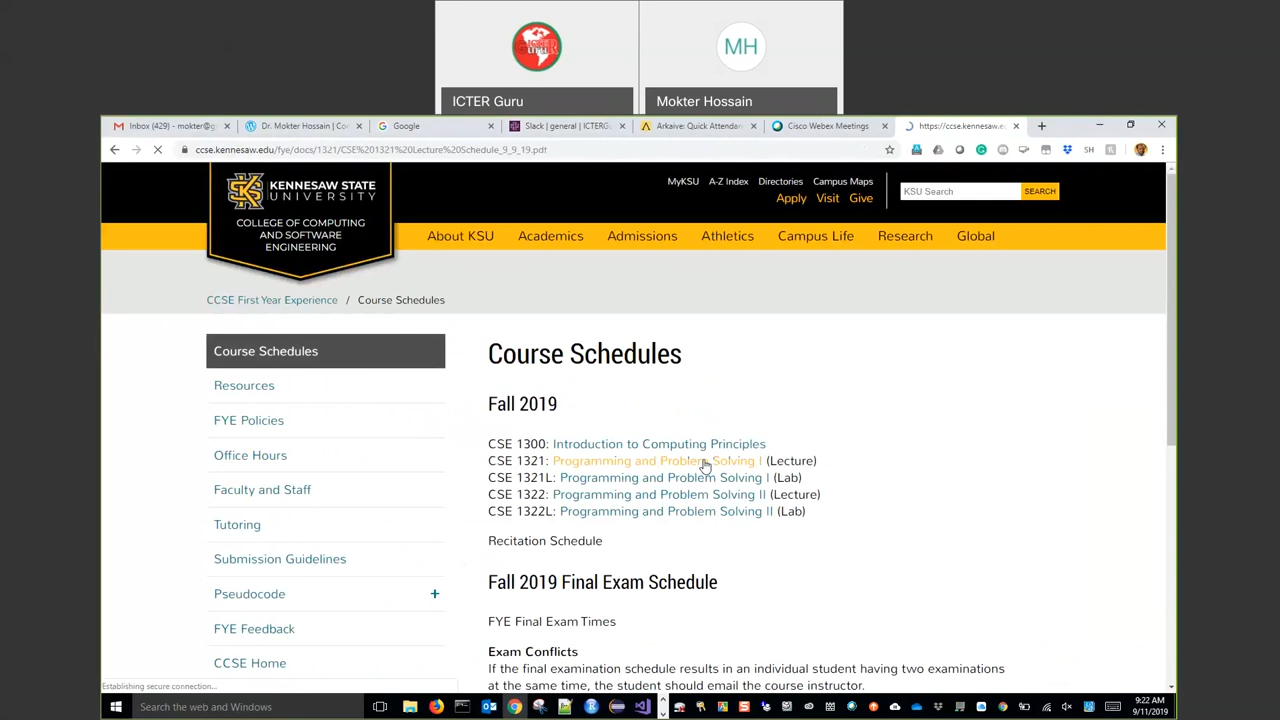 MH
ICTER Guru
Mokter Hossain
Inbox (429) - mokter@g
Dr. Mokter Hossain | Co
Google
Slack | general | ICTERG
Arkaive: Quick Attendan
Cisco Webex Meetings
https://ccse.kennesaw.e
ccse.kennesaw.edu/fye/docs/1321/CSE%201321%20Lecture%20Schedule_9_9_19.pdf
KENNESAW STATE
UNIVERSITY
COLLEGE OF COMPUTING
AND SOFTWARE
ENGINEERING
MyKSU A-Z Index Directories Campus Maps
Apply Visit Give
KSU Search
SEARCH
About KSU Academics Admissions Athletics Campus Life Research Global
CCSE First Year Experience / Course Schedules
Course Schedules
Resources
FYE Policies
Office Hours
Faculty and Staff
Tutoring
Submission Guidelines
Pseudocode +
FYE Feedback
CCSE Home
Course Schedules
Fall 2019
CSE 1300: Introduction to Computing Principles
CSE 1321: Programming and Problem Solving I (Lecture)
CSE 1321L: Programming and Problem Solving I (Lab)
CSE 1322: Programming and Problem Solving II (Lecture)
CSE 1322L: Programming and Problem Solving II (Lab)
Recitation Schedule
Fall 2019 Final Exam Schedule
FYE Final Exam Times
Exam Conflicts
If the final examination schedule results in an individual student having two examinations
at the same time, the student should email the course instructor.
Establishing secure connection...
Search the web and Windows
9:22 AM
9/11/2019